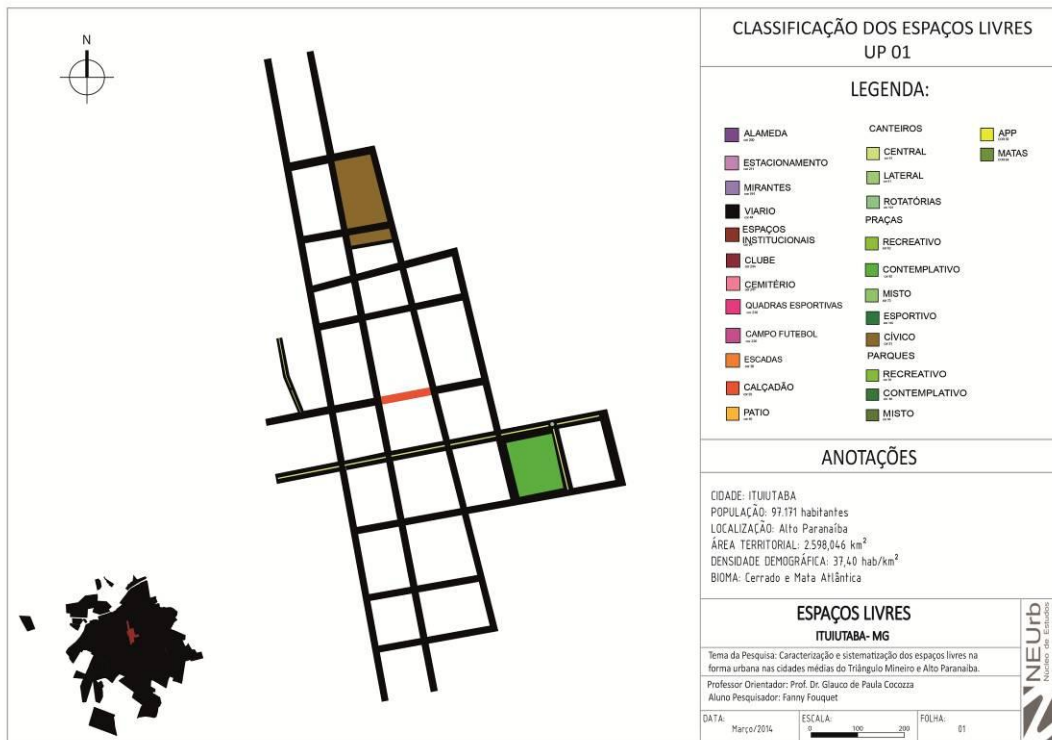 N
CLASSIFICAÇÃO DOS ESPAÇOS LIVRES
UP 01
LEGENDA:
ALAMEDA
ESTACIONAMENTO
MIRANTES
VIARIO
ESPAÇOS
INSTITUCIONAIS
CLUBE
CEMITÉRIO
QUADRAS ESPORTIVAS
CAMPO FUTEBOL
ESCADAS
CALÇADÃO
PATIO
CANTEIROS
CENTRAL
LATERAL
ROTATÓRIAS
PRAÇAS
RECREATIVO
CONTEMPLATIVO
MISTO
ESPORTIVO
CÍVICO
PARQUES
RECREATIVO
CONTEMPLATIVO
MISTO
APP
MATAS
ANOTAÇÕES
CIDADE: ITUIUTABA
POPULAÇÃO: 97.171 habitantes
LOCALIZAÇÃO: Alto Paranaíba
ÁREA TERRITORIAL: 2.598,046 km²
DENSIDADE DEMOGRÁFICA: 37,40 hab/km²
BIOMA: Cerrado e Mata Atlântica
ESPAÇOS LIVRES
ITUIUTABA- MG
Tema da Pesquisa: Caracterização e sistematização dos espaços livres na
forma urbana nas cidades médias do Triângulo Mineiro e Alto Paranaíba.
Professor Orientador: Prof. Dr. Glauco de Paula Cocozza
Aluno Pesquisador: Fanny Fouquet
DATA:
Março/2014
ESCALA:
0 100 200
FOLHA:
01
NEUrb
Núcleo de Estudos